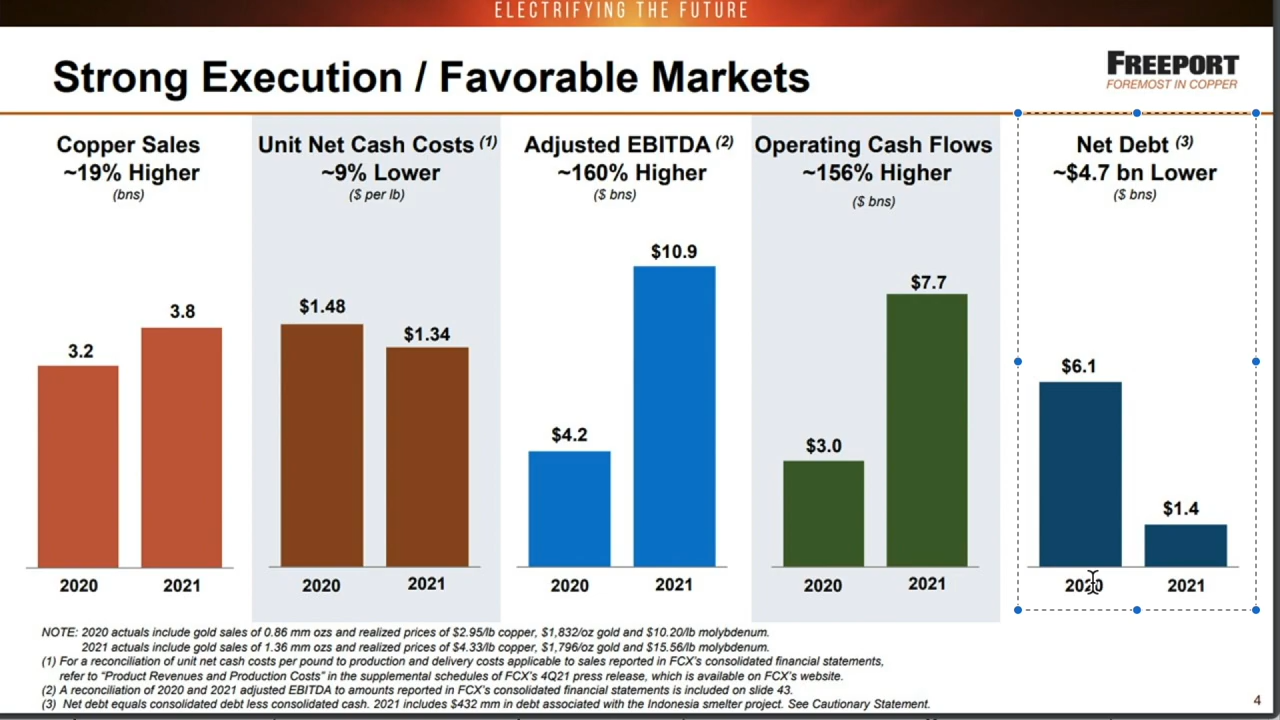 ELECTRIFYING THE FUTURE
Strong Execution / Favorable Markets
FREEPORT
FOREMOST IN COPPER
Copper Sales
~19% Higher
(bns)
3.2
3.8
2020
2021
Unit Net Cash Costs (1)
~9% Lower
($ per lb)
$1.48
$1.34
2020
2021
Adjusted EBITDA (2)
~160% Higher
($ bns)
$4.2
$10.9
2020
2021
Operating Cash Flows
~156% Higher
($ bns)
$3.0
$7.7
2020
2021
Net Debt (3)
~$4.7 bn Lower
($ bns)
$6.1
$1.4
2020
2021
NOTE: 2020 actuals include gold sales of 0.86 mm ozs and realized prices of $2.95/lb copper, $1,832/oz gold and $10.20/lb molybdenum.
2021 actuals include gold sales of 1.36 mm ozs and realized prices of $4.33/lb copper, $1,796/oz gold and $15.56/lb molybdenum.
(1) For a reconciliation of unit net cash costs per pound to production and delivery costs applicable to sales reported in FCX's consolidated financial statements,
refer to "Product Revenues and Production Costs" in the supplemental schedules of FCX's 4Q21 press release, which is available on FCX's website.
(2) A reconciliation of 2020 and 2021 adjusted EBITDA to amounts reported in FCX's consolidated financial statements is included on slide 43.
(3) Net debt equals consolidated debt less consolidated cash. 2021 includes $432 mm in debt associated with the Indonesia smelter project. See Cautionary Statement.
4